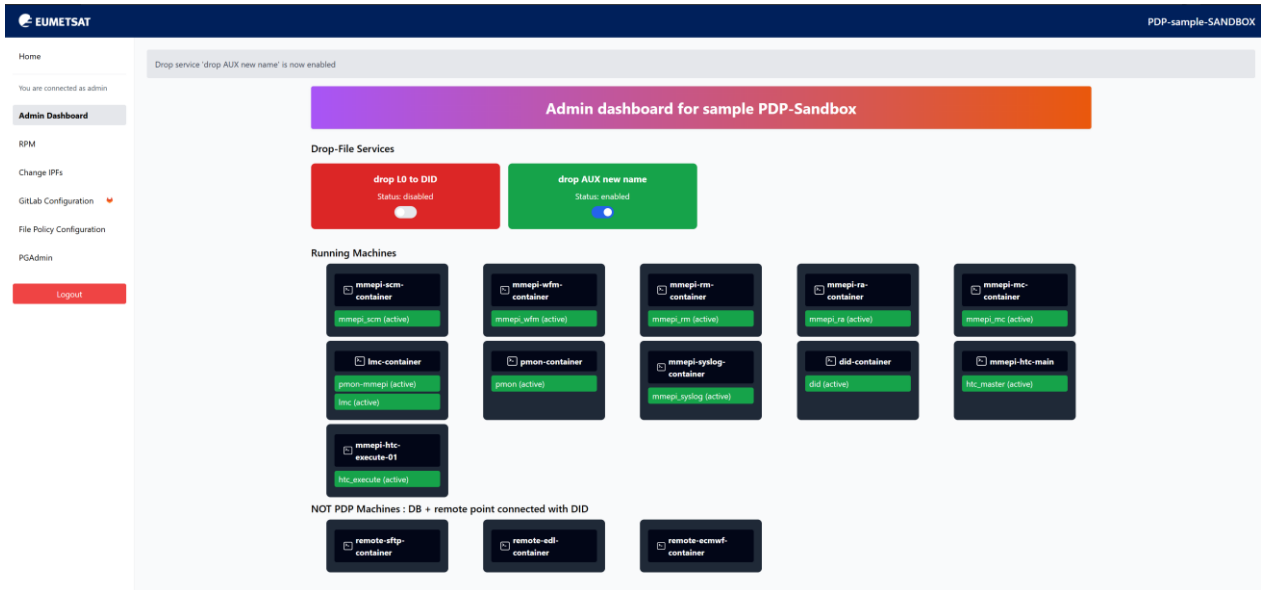 EUMETSAT
PDP-sample-SANDBOX
Home
You are connected as admin
Admin Dashboard
RPM
Change IPFs
GitLab Configuration
File Policy Configuration
PGAdmin
Logout
Drop service 'drop AUX new name' is now enabled
Admin dashboard for sample PDP-Sandbox
Drop-File Services
drop L0 to DID
Status: disabled
drop AUX new name
Status: enabled
Running Machines
mmepi-scm-
container
mmepi_scm (active)
mmepi-wfm-
container
mmepi_wfm (active)
mmepi-rm-
container
mmepi_rm (active)
mmepi-ra-
container
mmepi_ra (active)
mmepi-mc-
container
mmepi_mc (active)
lmc-container
pmon-mmepi (active)
lmc (active)
pmon-container
pmon (active)
mmepi-syslog-
container
mmepi_syslog (active)
did-container
did (active)
mmepi-htc-main
htc_master (active)
mmepi-htc-
execute-01
htc_execute (active)
NOT PDP Machines : DB + remote point connected with DID
remote-sftp-
container
remote-edl-
container
remote-ecmwf-
container